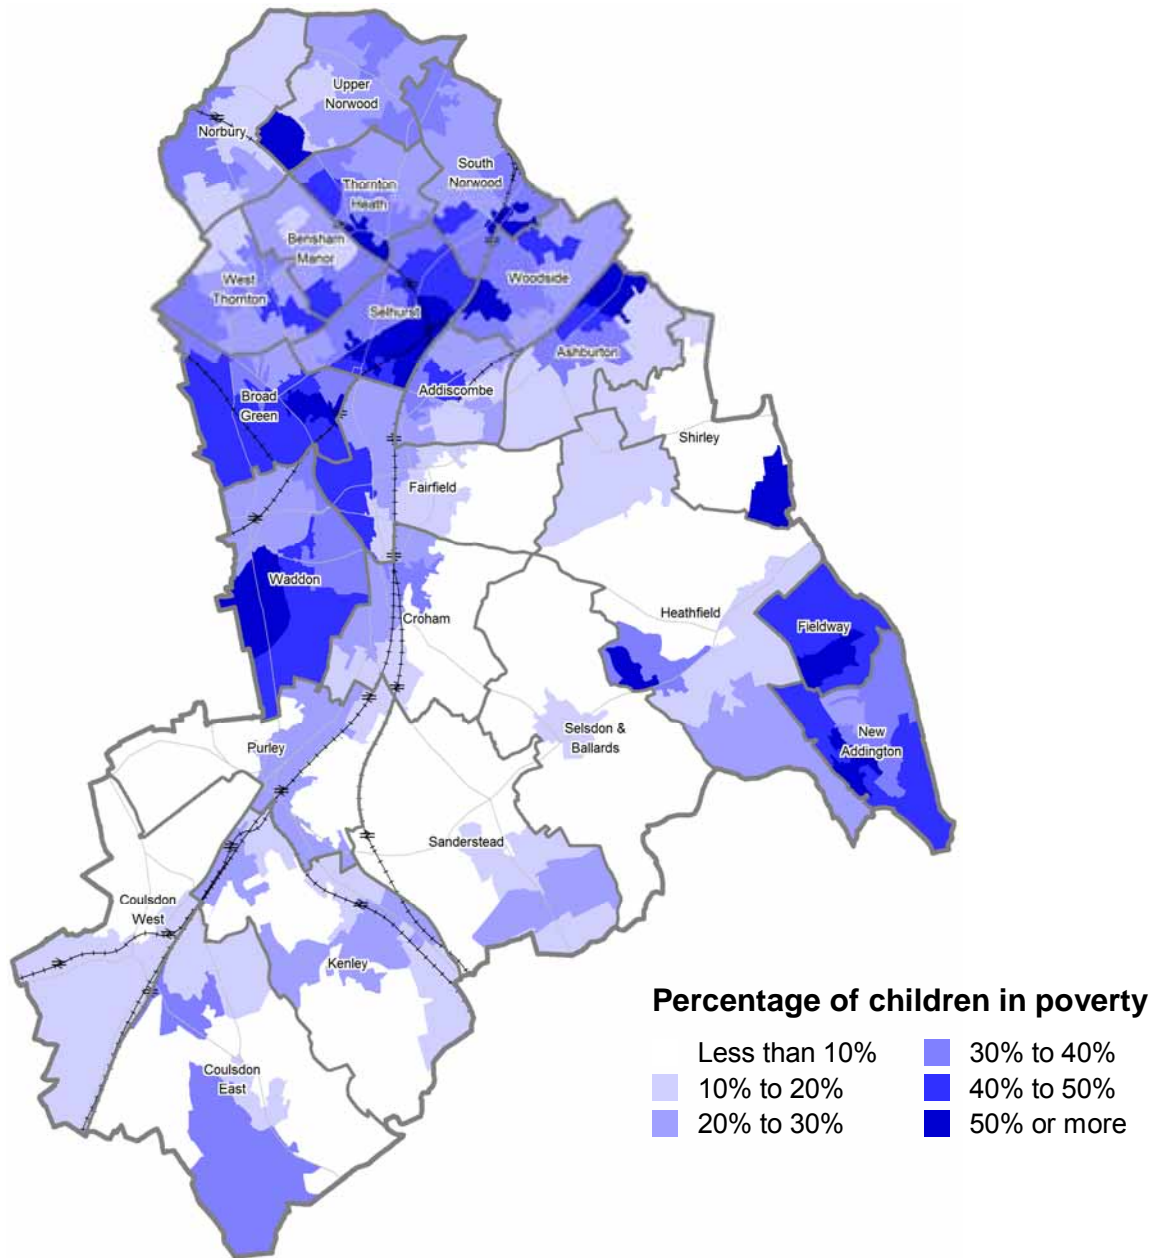 Upper
Norwood
Norbury
South
Norwood
Thornton
Heath
Bensham
Manor
West
Thornton
Woodside
Selhurst
Ashburton
Addiscombe
Broad
Green
Shirley
Fairfield
Waddon
Croham
Heathfield
Fieldway
Selsdon &
Ballards
New
Addington
Purley
Sanderstead
Coulsdon
West
Kenley
Coulsdon
East
Percentage of children in poverty
Less than 10%
10% to 20%
20% to 30%
30% to 40%
40% to 50%
50% or more